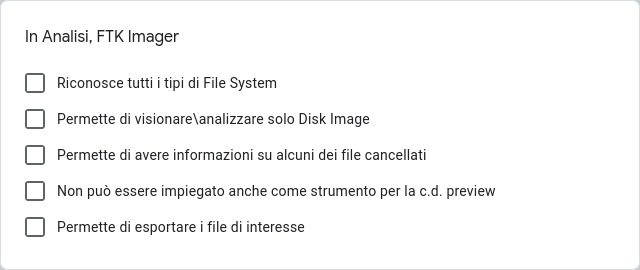 In Analisi, FTK Imager
Riconosce tutti i tipi di File System
Permette di visionare\analizzare solo Disk Image
Permette di avere informazioni su alcuni dei file cancellati
Non può essere impiegato anche come strumento per la c.d. preview
Permette di esportare i file di interesse